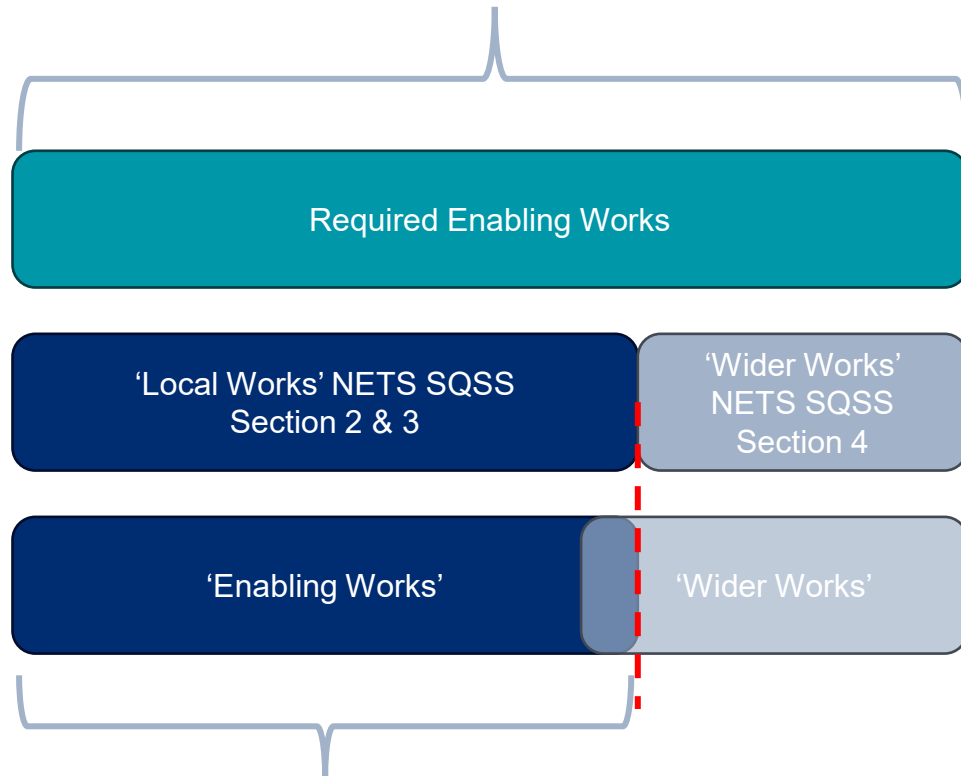 Required Enabling Works
‘Local Works’ NETS SQSS
Section 2 & 3
‘Wider Works’
NETS SQSS
Section 4
‘Enabling Works’
‘Wider Works’